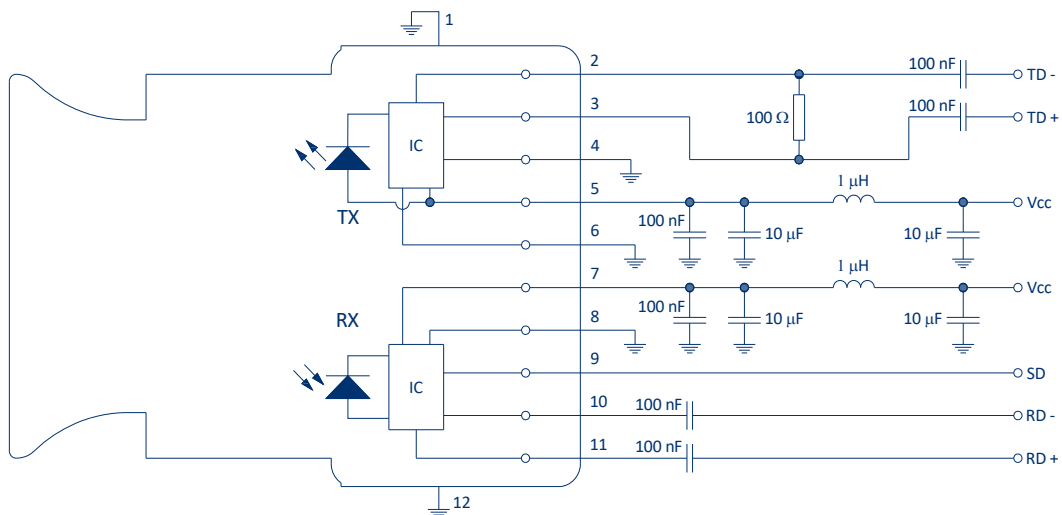 1
2
100 nF
TD -
3
100 nF
TD +
100 Ω
IC
4
5
1 μH
Vcc
TX
100 nF
10 μF
10 μF
6
7
1 μH
Vcc
RX
100 nF
10 μF
10 μF
8
9
SD
IC
10
100 nF
RD -
11
100 nF
RD +
12